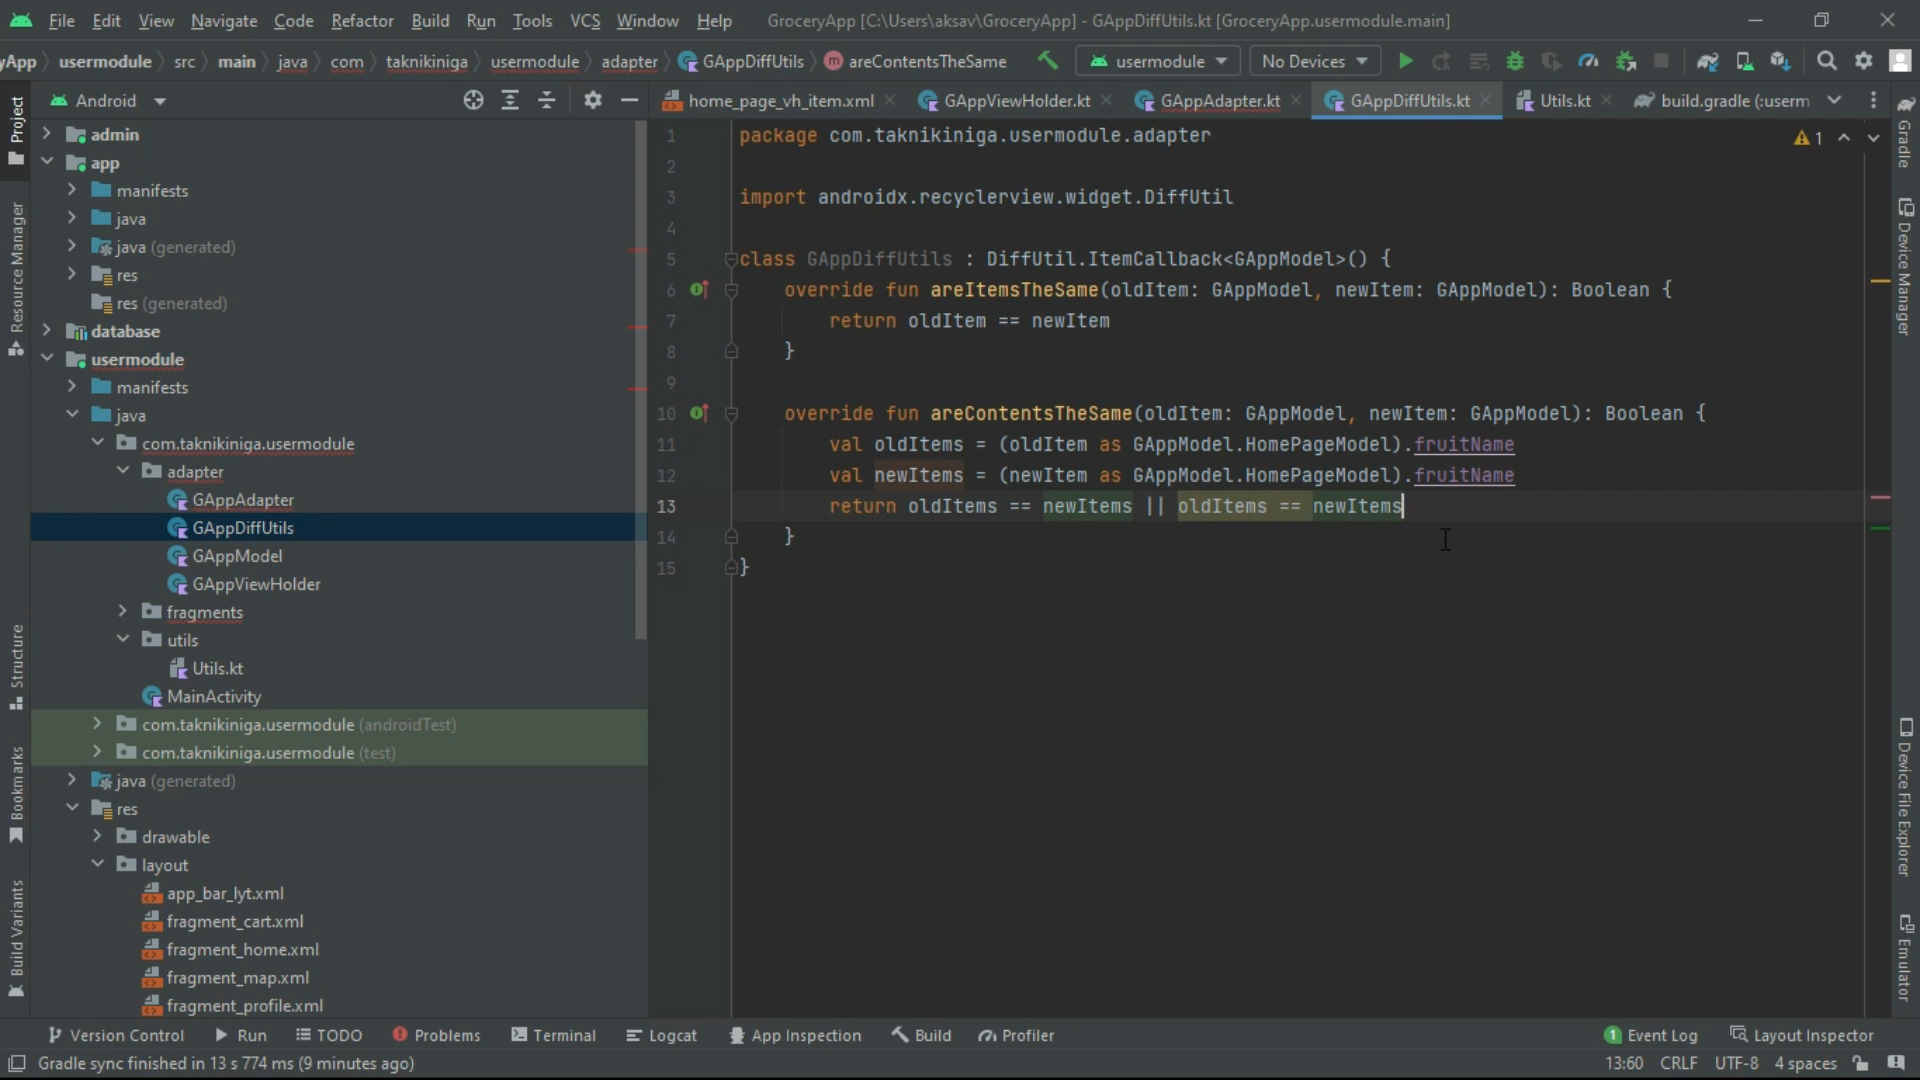 File Edit View Navigate Code Refactor Build Run Tools VCS Window Help GroceryApp [C:\Users\aksav\GroceryApp] - GAppDiffUtils.kt [GroceryApp.usermodule.main]
yApp usermodule src main java com taknikiniga usermodule adapter GAppDiffUtils areContentsTheSame usermodule No Devices
Android home_page_vh_item.xml GAppViewHolder.kt GAppAdapter.kt GAppDiffUtils.kt Utils.kt build.gradle (:userm
Project
Resource Manager
Structure
Bookmarks
Build Variants
admin
app
manifests
java
java (generated)
res
res (generated)
database
usermodule
manifests
java
com.taknikiniga.usermodule
adapter
GAppAdapter
GAppDiffUtils
GAppModel
GAppViewHolder
fragments
utils
Utils.kt
MainActivity
com.taknikiniga.usermodule (androidTest)
com.taknikiniga.usermodule (test)
java (generated)
res
drawable
layout
app_bar_lyt.xml
fragment_cart.xml
fragment_home.xml
fragment_map.xml
fragment_profile.xml
1 package com.taknikiniga.usermodule.adapter
2
3 import androidx.recyclerview.widget.DiffUtil
4
5 class GAppDiffUtils : DiffUtil.ItemCallback<GAppModel>() {
6 override fun areItemsTheSame(oldItem: GAppModel, newItem: GAppModel): Boolean {
7 return oldItem == newItem
8 }
9
10 override fun areContentsTheSame(oldItem: GAppModel, newItem: GAppModel): Boolean {
11 val oldItems = (oldItem as GAppModel.HomePageModel).fruitName
12 val newItems = (newItem as GAppModel.HomePageModel).fruitName
13 return oldItems == newItems || oldItems == newItems
14 }
15 }
1
Gradle
Device Manager
Device File Explorer
Emulator
Version Control Run TODO Problems Terminal Logcat App Inspection Build Profiler 1 Event Log Layout Inspector
Gradle sync finished in 13 s 774 ms (9 minutes ago) 13:60 CRLF UTF-8 4 spaces